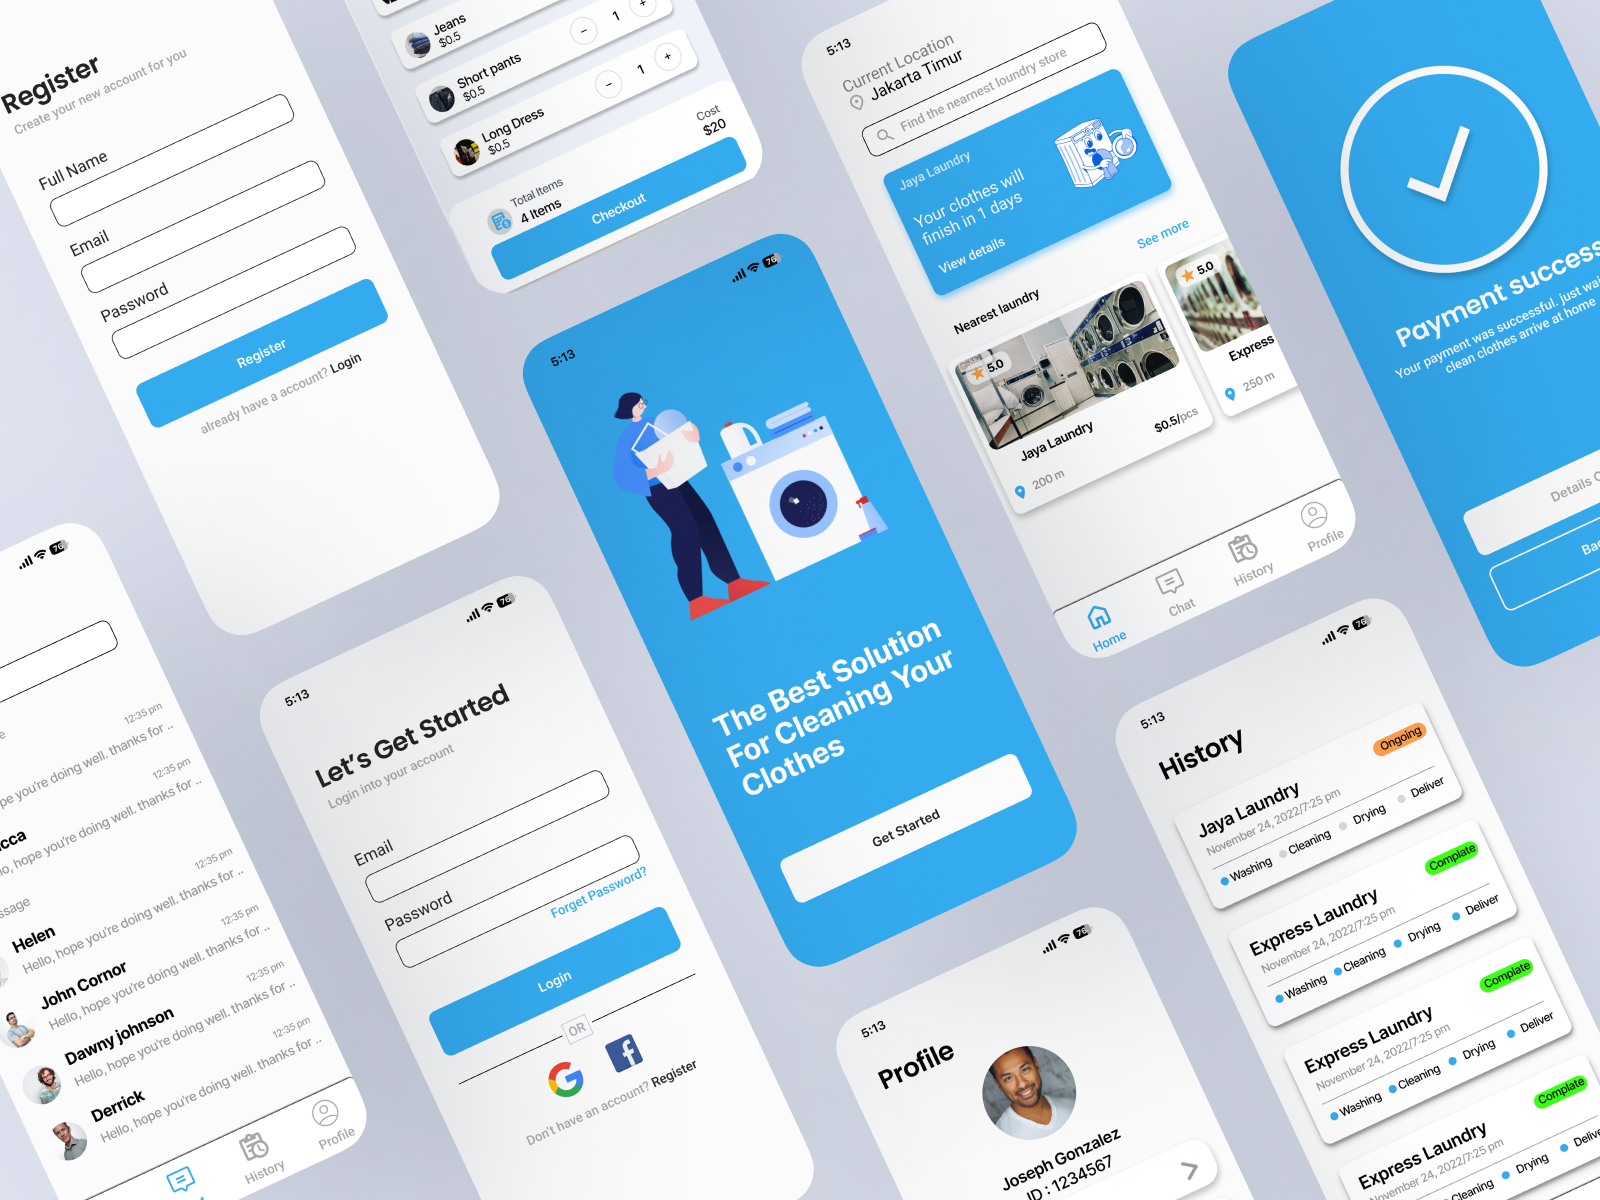 Register
Create your new account for you
Full Name
Email
Password
Register
already have a account? Login
Jeans
$0.5
1
Short pants
$0.5
1
Long Dress
$0.5
Cost
$20
Total Items
4 Items
Checkout
5:13
Current Location
Jakarta Timur
Find the nearnest loundry store
Jaya Laundry
Your clothes will
finish in 1 days
View details
See more
Nearest laundry
5.0
Jaya Laundry
$0.5/pcs
200 m
5.0
Express
250 m
Home
Chat
History
Profile
Payment success
Your payment was successful. just wai
clean clothes arrive at home
Details
76
5:13
The Best Solution
For Cleaning Your
Clothes
Get Started
76
12:35 pm
pe you're doing well. thanks for ..
12:35 pm
cca
lo, hope you're doing well. thanks for ..
ssage
12:35 pm
Helen
Hello, hope you're doing well. thanks for ..
12:35 pm
John Cornor
Hello, hope you're doing well. thanks for ..
12:35 pm
Dawny johnson
Hello, hope you're doing well. thanks for ..
12:35 pm
Derrick
Hello, hope you're doing well. thanks for ..
History
Profile
76
5:13
Let's Get Started
Login into your account
Email
Password
Forget Password?
Login
OR
Don't have an account? Register
76
5:13
Profile
Joseph Gonzalez
ID : 1234567
76
5:13
History
Ongoing
Jaya Laundry
November 24, 2022/7:25 pm
Washing Cleaning Drying Deliver
Complate
Express Laundry
November 24, 2022/7:25 pm
Washing Cleaning Drying Deliver
Complate
Express Laundry
November 24, 2022/7:25 pm
Washing Cleaning Drying Deliver
Complate
Express Laundry
November 24, 2022/7:25 pm
Cleaning Drying Delive